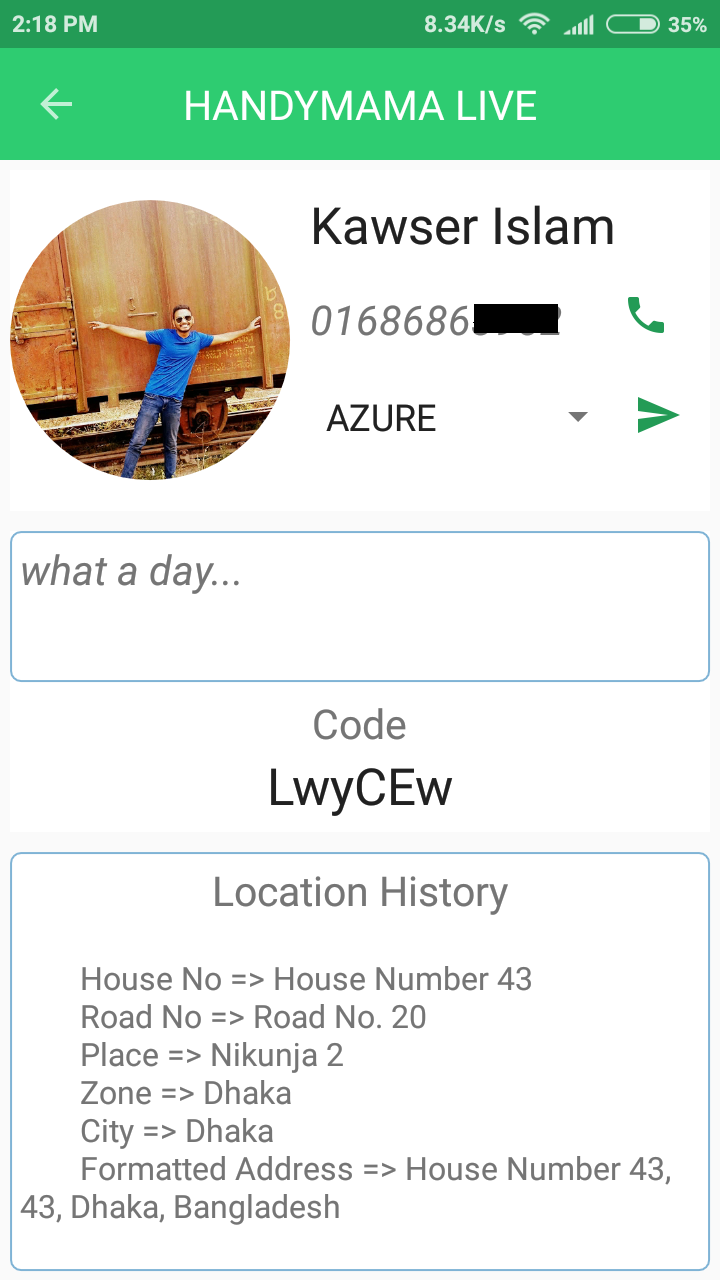 2:18 PM 8.34K/s 35%
HANDYMAMA LIVE
Kawser Islam
0168686
AZURE
what a day...
Code
LwyCEw
Location History
House No => House Number 43
Road No => Road No. 20
Place => Nikunja 2
Zone => Dhaka
City => Dhaka
Formatted Address => House Number 43,
43, Dhaka, Bangladesh